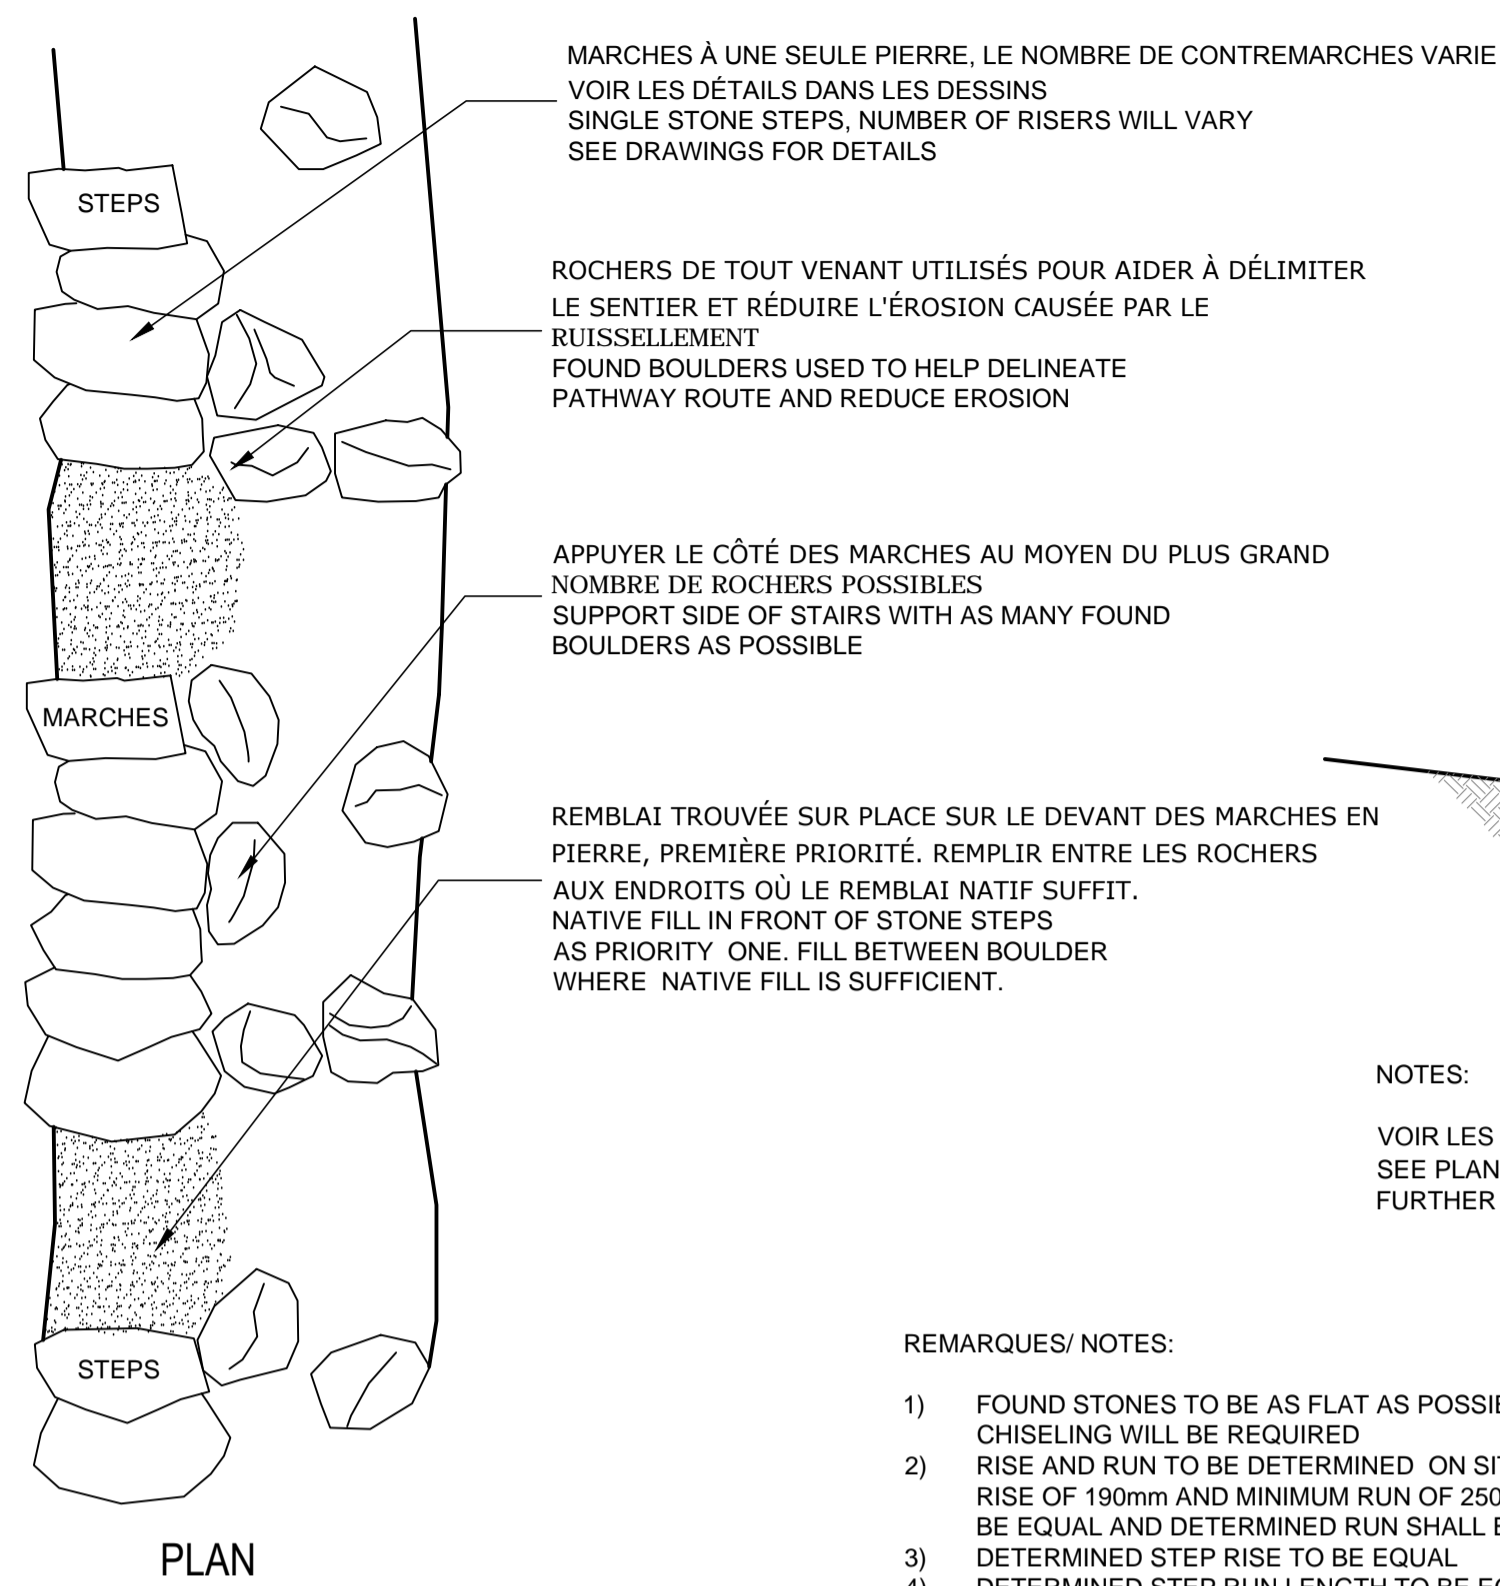 MARCHES À UNE SEULE PIERRE, LE NOMBRE DE CONTREMARCHES VARIE
VOIR LES DÉTAILS DANS LES DESSINS
SINGLE STONE STEPS, NUMBER OF RISERS WILL VARY
SEE DRAWINGS FOR DETAILS
STEPS
ROCHERS DE TOUT VENANT UTILISÉS POUR AIDER À DÉLIMITER
LE SENTIER ET RÉDUIRE L'ÉROSION CAUSÉE PAR LE
RUISSELLEMENT
FOUND BOULDERS USED TO HELP DELINEATE
PATHWAY ROUTE AND REDUCE EROSION
APPUYER LE CÔTÉ DES MARCHES AU MOYEN DU PLUS GRAND
NOMBRE DE ROCHERS POSSIBLES
SUPPORT SIDE OF STAIRS WITH AS MANY FOUND
BOULDERS AS POSSIBLE
MARCHES
REMBLAI TROUVÉE SUR PLACE SUR LE DEVANT DES MARCHES EN
PIERRE, PREMIÈRE PRIORITÉ. REMPLIR ENTRE LES ROCHERS
AUX ENDROITS OÙ LE REMBLAI NATIF SUFFIT.
NATIVE FILL IN FRONT OF STONE STEPS
AS PRIORITY ONE. FILL BETWEEN BOULDER
WHERE NATIVE FILL IS SUFFICIENT.
NOTES:
VOIR LES
SEE PLAN
FURTHER
STEPS
REMARQUES/ NOTES:
1) FOUND STONES TO BE AS FLAT AS
CHISELING WILL BE REQUIRED
2) RISE AND RUN TO BE DETERMINED ON
RISE OF 190mm AND MINIMUM RUN OF 250
BE EQUAL AND DETERMINED RUN SHALL
3) DETERMINED STEP RISE TO BE EQUAL
4) DETERMINED STEP RUN LENGTH TO BE
PLAN